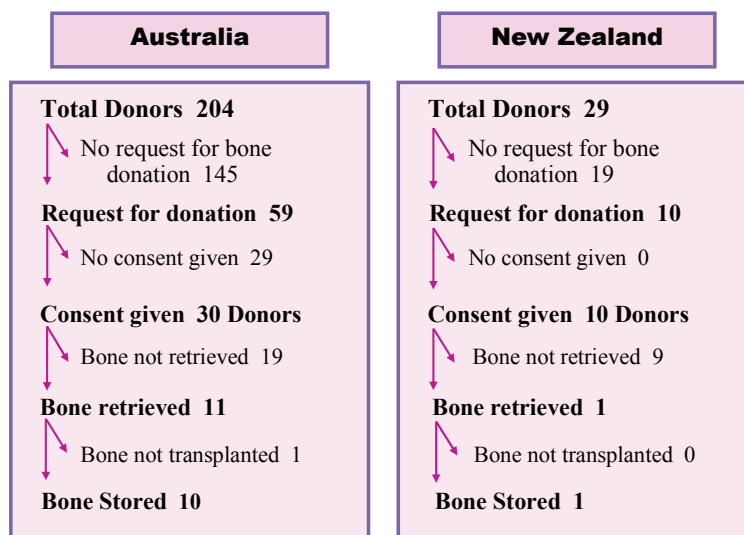 Australia
Total Donors 204
No request for bone
donation 145
Request for donation 59
No consent given 29
Consent given 30 Donors
Bone not retrieved 19
Bone retrieved 11
Bone not transplanted 1
Bone Stored 10
New Zealand
Total Donors 29
No request for bone
donation 19
Request for donation 10
No consent given 0
Consent given 10 Donors
Bone not retrieved 9
Bone retrieved 1
Bone not transplanted 0
Bone Stored 1